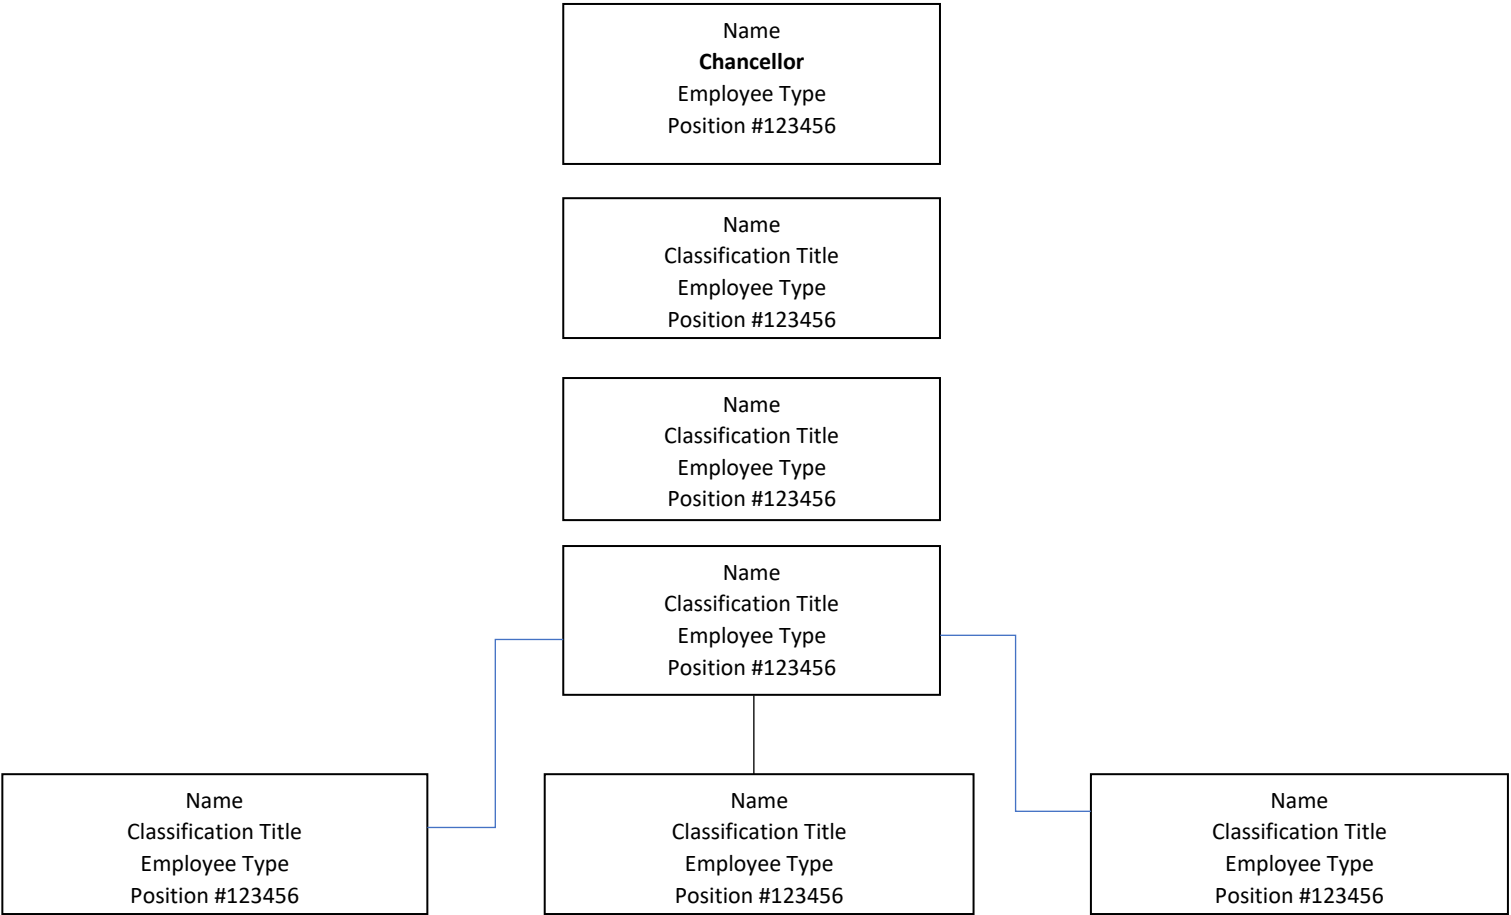 Name
Chancellor
Employee Type
Position #123456
Name
Classification Title
Employee Type
Position #123456
Name
Classification Title
Employee Type
Position #123456
Name
Classification Title
Employee Type
Position #123456
Name
Classification Title
Employee Type
Position #123456
Name
Classification Title
Employee Type
Position #123456
Name
Classification Title
Employee Type
Position #123456